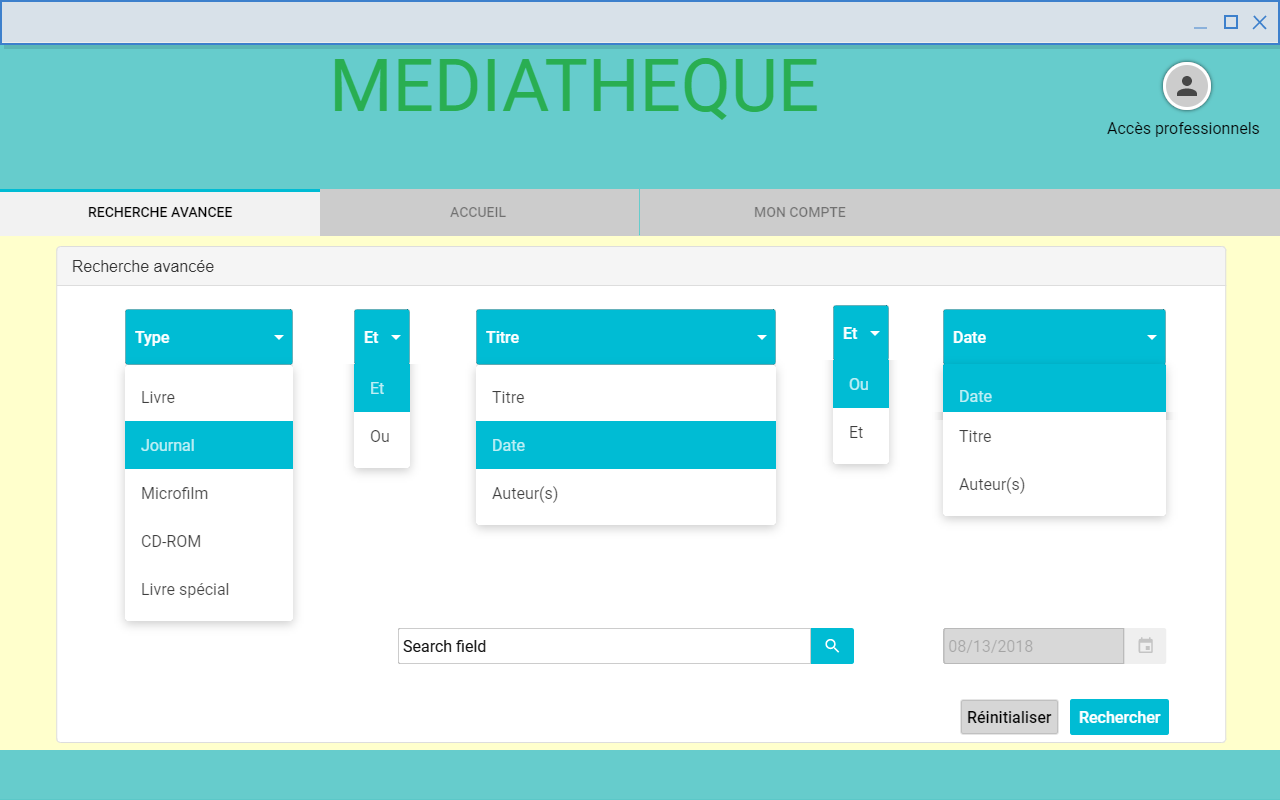 MEDIATHEQUE
Accès professionnels
RECHERCHE AVANCEE
ACCUEIL
MON COMPTE
Recherche avancée
Type
Livre
Journal
Microfilm
CD-ROM
Livre spécial
Et
Et
Ou
Titre
Titre
Date
Auteur(s)
Et
Ou
Et
Date
Date
Titre
Auteur(s)
Search field
08/13/2018
Réinitialiser
Rechercher